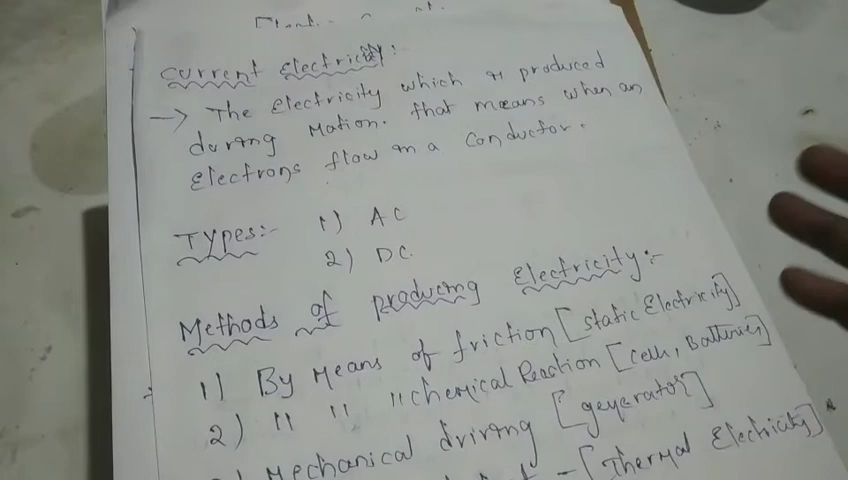 Current Electricity:-
→ The Electricity which is produced
during Motion. that means when an
Electrons flow in a conductor.
Types:- 1) AC
2) DC.
Methods of producing Electricity:-
1) By Means of friction [static Electricity]
2) " " " chemical Reaction [cells, Batteries]
Mechanical driving [generator]
- [Thermal Electricity]